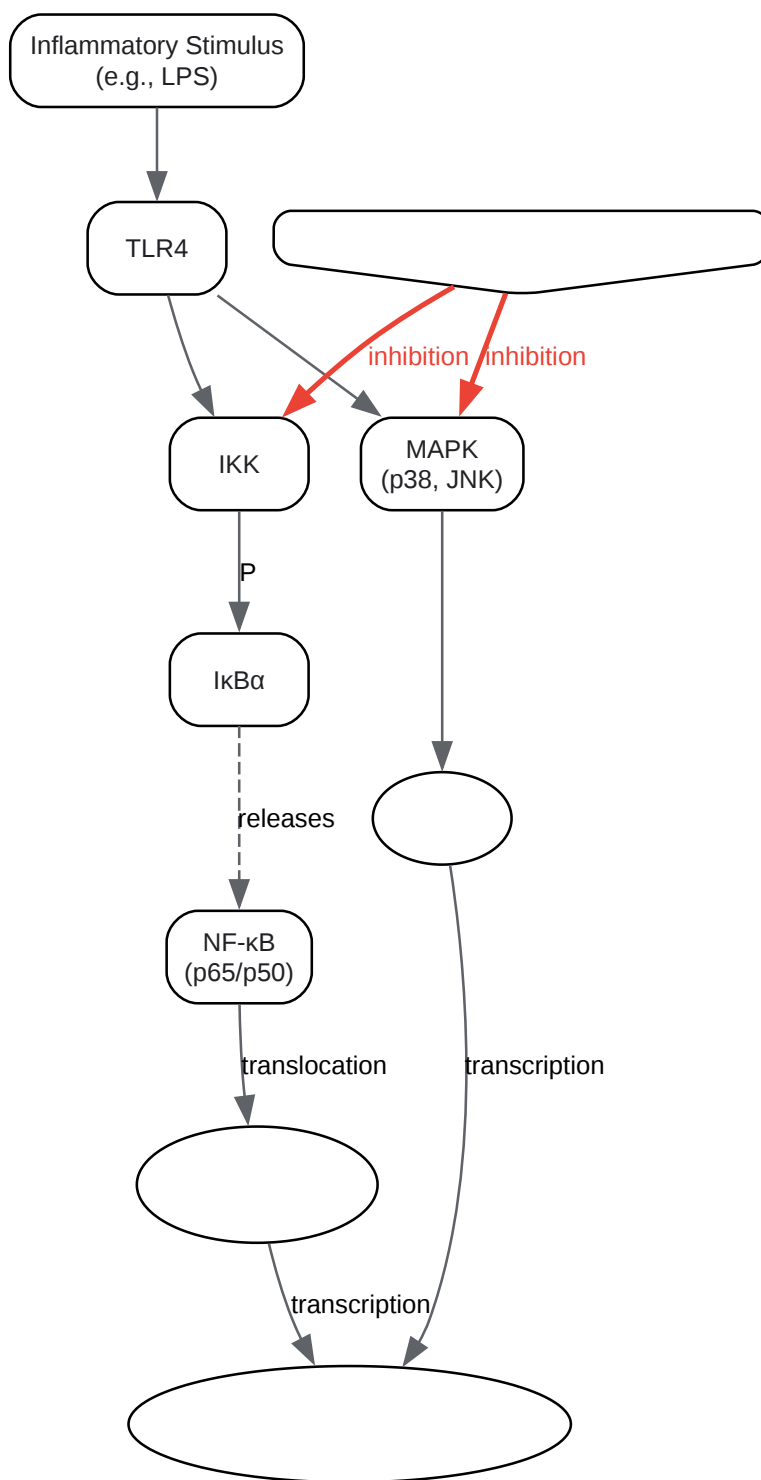 Inflammatory Stimulus
(e.g., LPS)
TLR4
inhibition
inhibition
IKK
MAPK
(p38, JNK)
P
IκBα
releases
NF-κB
(p65/p50)
translocation
transcription
transcription